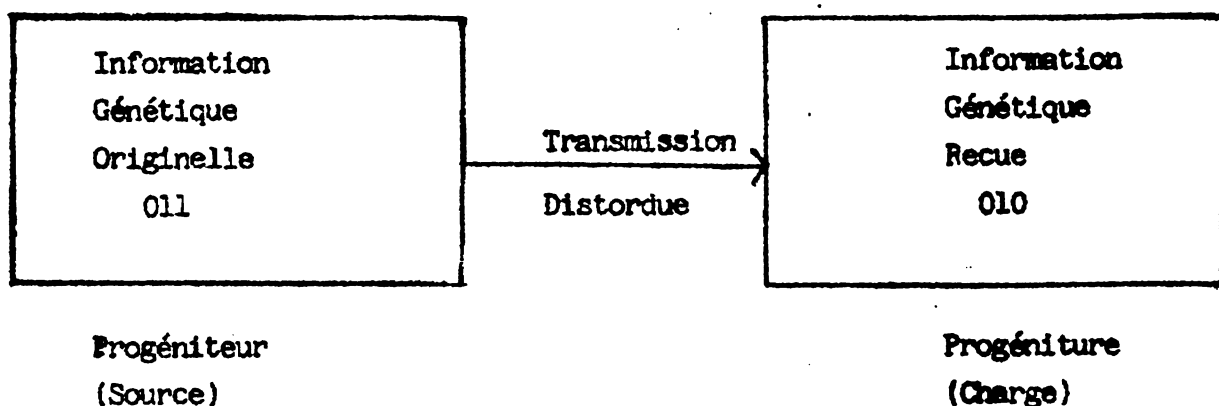 Information
Génétique
Originelle
011
Transmission
Distordue
Information
Génétique
Recue
010
Progéniteur
(Source)
Progéniture
(Charge)